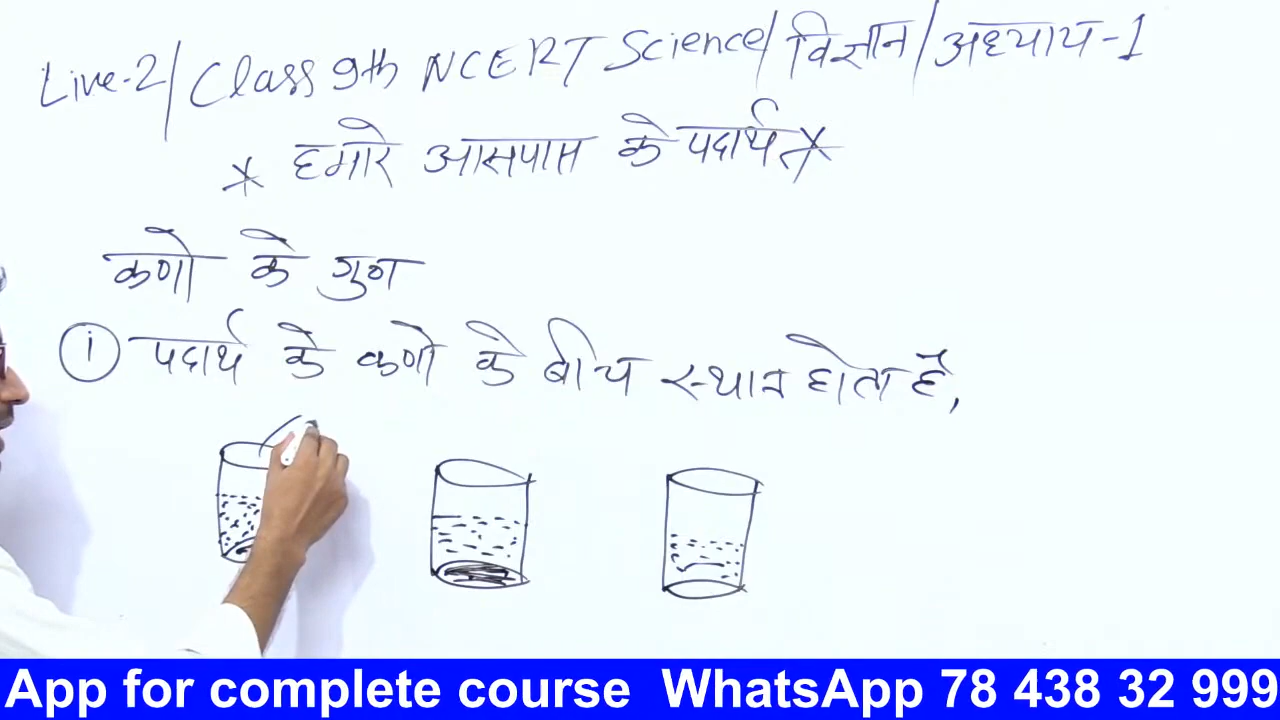 Live-2/Class 9th NCERT Science/विज्ञान/अध्याय-1
* हमारे आसपास के पदार्थ *
कणो के गुण
(i) पदार्थ के कणो के बीच स्थान होता है,
App for complete course WhatsApp 78 438 32 999